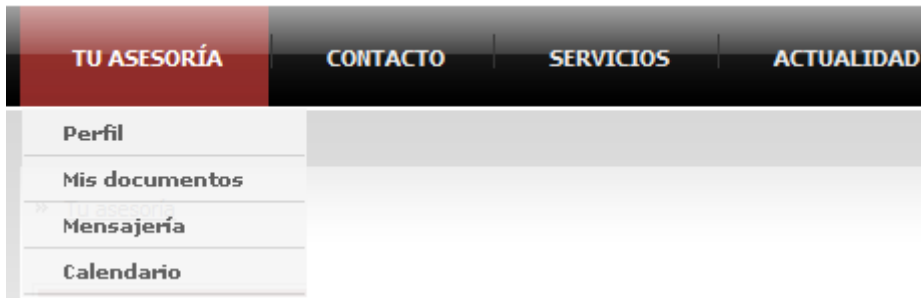 TU ASESORÍA CONTACTO SERVICIOS ACTUALIDAD
Perfil
Mis documentos
» Tu asesoría
Mensajería
Calendario